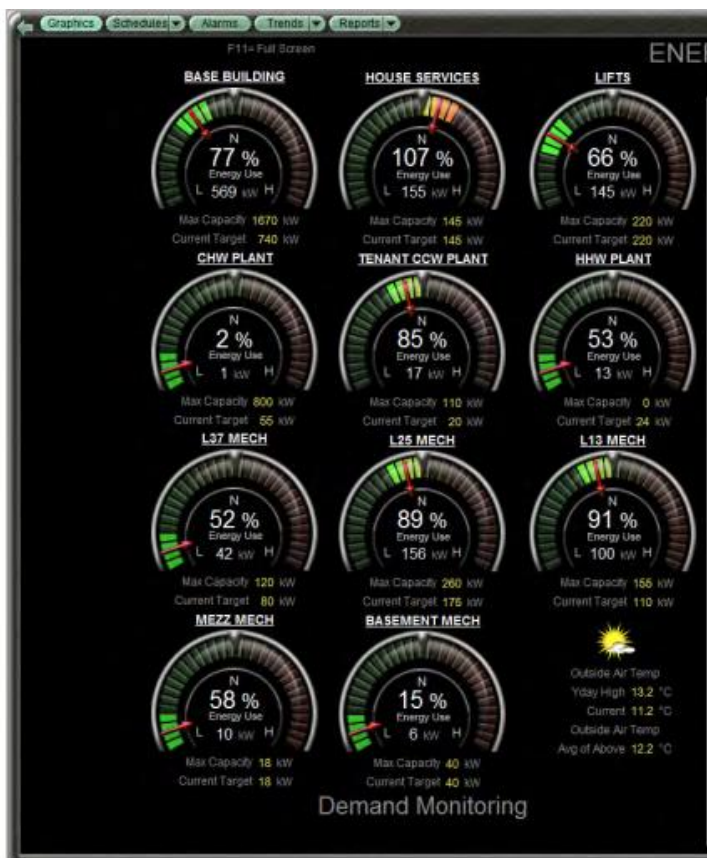 Graphics Schedules Alarms Trends Reports
F11= Full Screen
ENE
BASE BUILDING HOUSE SERVICES LIFTS
N N N
77 % 107 % 66 %
Energy Use Energy Use Energy Use
L 569 kW H L 155 kW H L 145 kW H
Max Capacity 1670 kW Max Capacity 145 kW Max Capacity 220 kW
Current Target 740 kW Current Target 145 kW Current Target 220 kW
CHW PLANT TENANT CCW PLANT HHW PLANT
N N N
2 % 85 % 53 %
Energy Use Energy Use Energy Use
L 1 kW H L 17 kW H L 13 kW H
Max Capacity 800 kW Max Capacity 110 kW Max Capacity 0 kW
Current Target 55 kW Current Target 20 kW Current Target 24 kW
L37 MECH L25 MECH L13 MECH
N N N
52 % 89 % 91 %
Energy Use Energy Use Energy Use
L 42 kW H L 156 kW H L 100 kW H
Max Capacity 120 kW Max Capacity 260 kW Max Capacity 155 kW
Current Target 80 kW Current Target 175 kW Current Target 110 kW
MEZZ MECH BASEMENT MECH
N N
58 % 15 %
Energy Use Energy Use
L 10 kW H L 6 kW H
Max Capacity 18 kW Max Capacity 40 kW
Current Target 18 kW Current Target 40 kW
Outside Air Temp
Yday High 13.2 °C
Current 11.2 °C
Outside Air Temp
Avg of Above 12.2 °C
Demand Monitoring